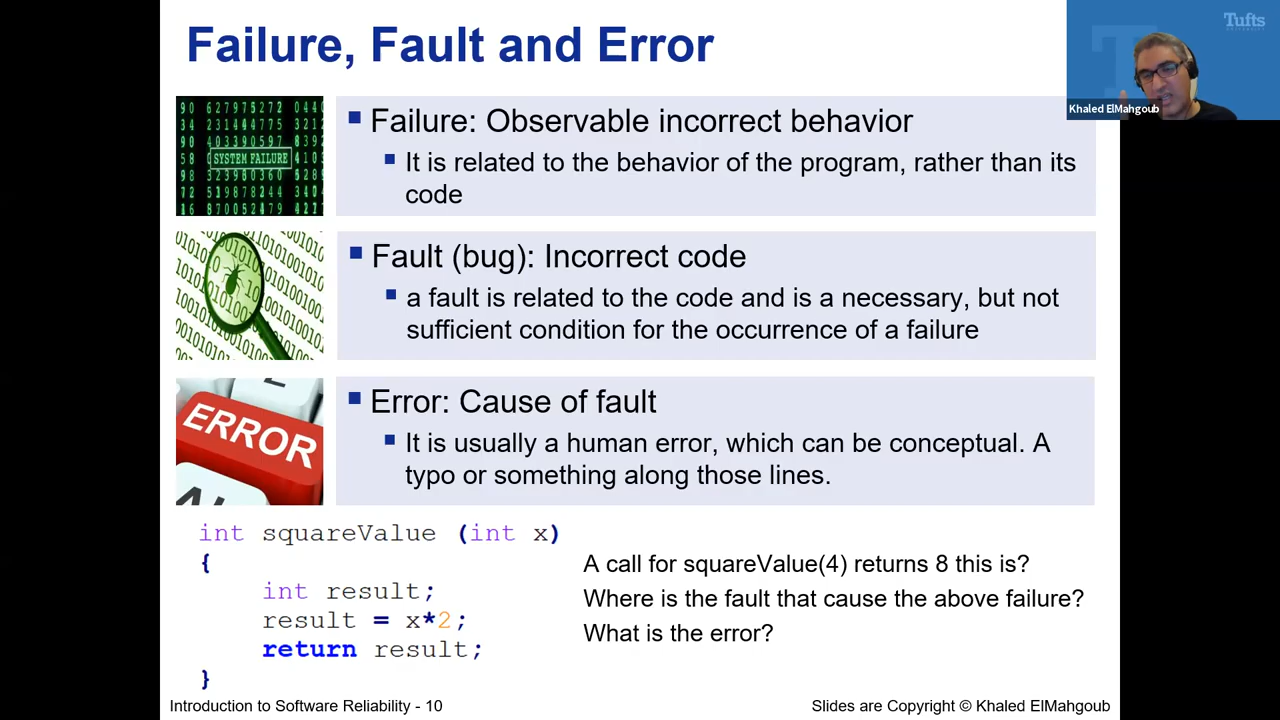 Failure, Fault and Error
Tufts
UNIVERSITY
Khaled ElMahgoub
SYSTEM FAILURE
Failure: Observable incorrect behavior
It is related to the behavior of the program, rather than its
code
Fault (bug): Incorrect code
a fault is related to the code and is a necessary, but not
sufficient condition for the occurrence of a failure
ERROR
Error: Cause of fault
It is usually a human error, which can be conceptual. A
typo or something along those lines.
int squareValue (int x)
{
int result;
result = x*2;
return result;
}
A call for squareValue(4) returns 8 this is?
Where is the fault that cause the above failure?
What is the error?
Introduction to Software Reliability - 10
Slides are Copyright © Khaled ElMahgoub